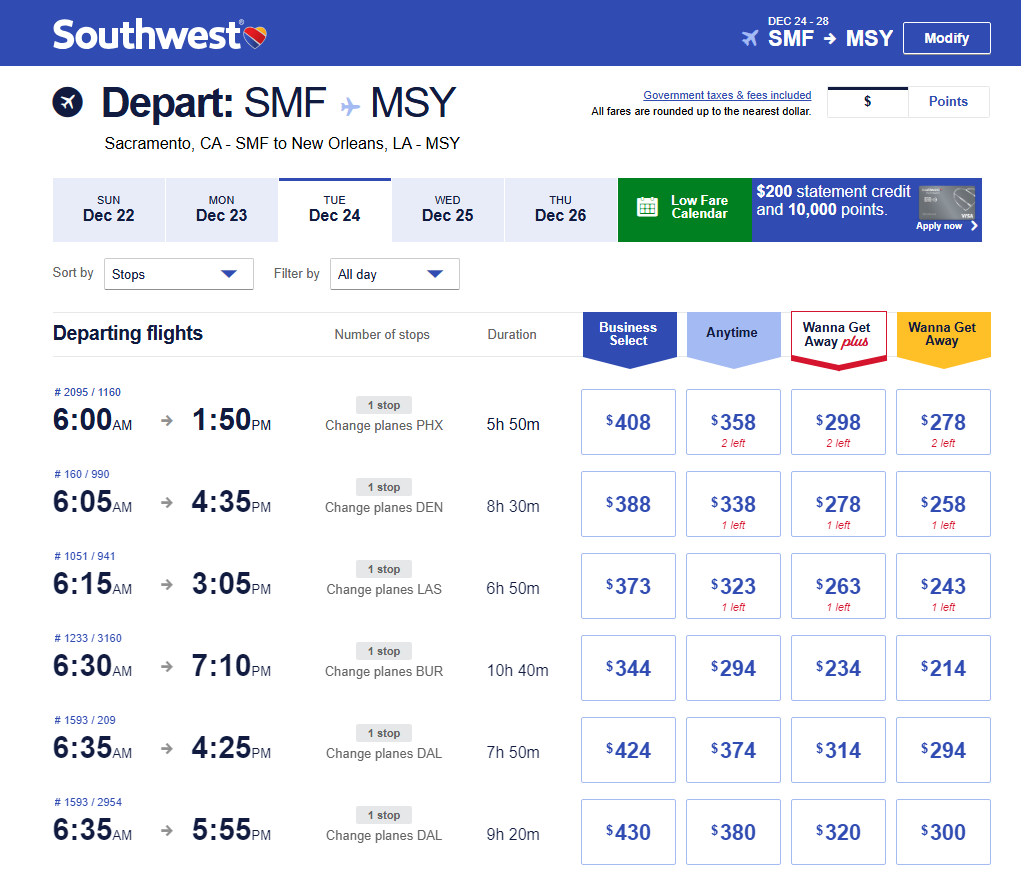 Southwest®
DEC 24 - 28
SMF → MSY
Modify
Depart: SMF MSY
Sacramento, CA - SMF to New Orleans, LA - MSY
Government taxes & fees included
All fares are rounded up to the nearest dollar.
$ Points
SUN
Dec 22
MON
Dec 23
TUE
Dec 24
WED
Dec 25
THU
Dec 26
Low Fare
Calendar
$200 statement credit
and 10,000 points.
Apply now
VISA
Sort by Stops Filter by All day
Departing flights Number of stops Duration
Business
Select
Anytime
Wanna Get
Away plus
Wanna Get
Away
# 2095 / 1160
6:00AM → 1:50PM
1 stop
Change planes PHX
5h 50m
$408 $358 $298 $278
2 left 2 left 2 left
# 160 / 990
6:05AM → 4:35PM
1 stop
Change planes DEN
8h 30m
$388 $338 $278 $258
1 left 1 left 1 left
# 1051 / 941
6:15AM → 3:05PM
1 stop
Change planes LAS
6h 50m
$373 $323 $263 $243
1 left 1 left 1 left
# 1233 / 3160
6:30AM → 7:10PM
1 stop
Change planes BUR
10h 40m
$344 $294 $234 $214
# 1593 / 209
6:35AM → 4:25PM
1 stop
Change planes DAL
7h 50m
$424 $374 $314 $294
# 1593 / 2954
6:35AM → 5:55PM
1 stop
Change planes DAL
9h 20m
$430 $380 $320 $300